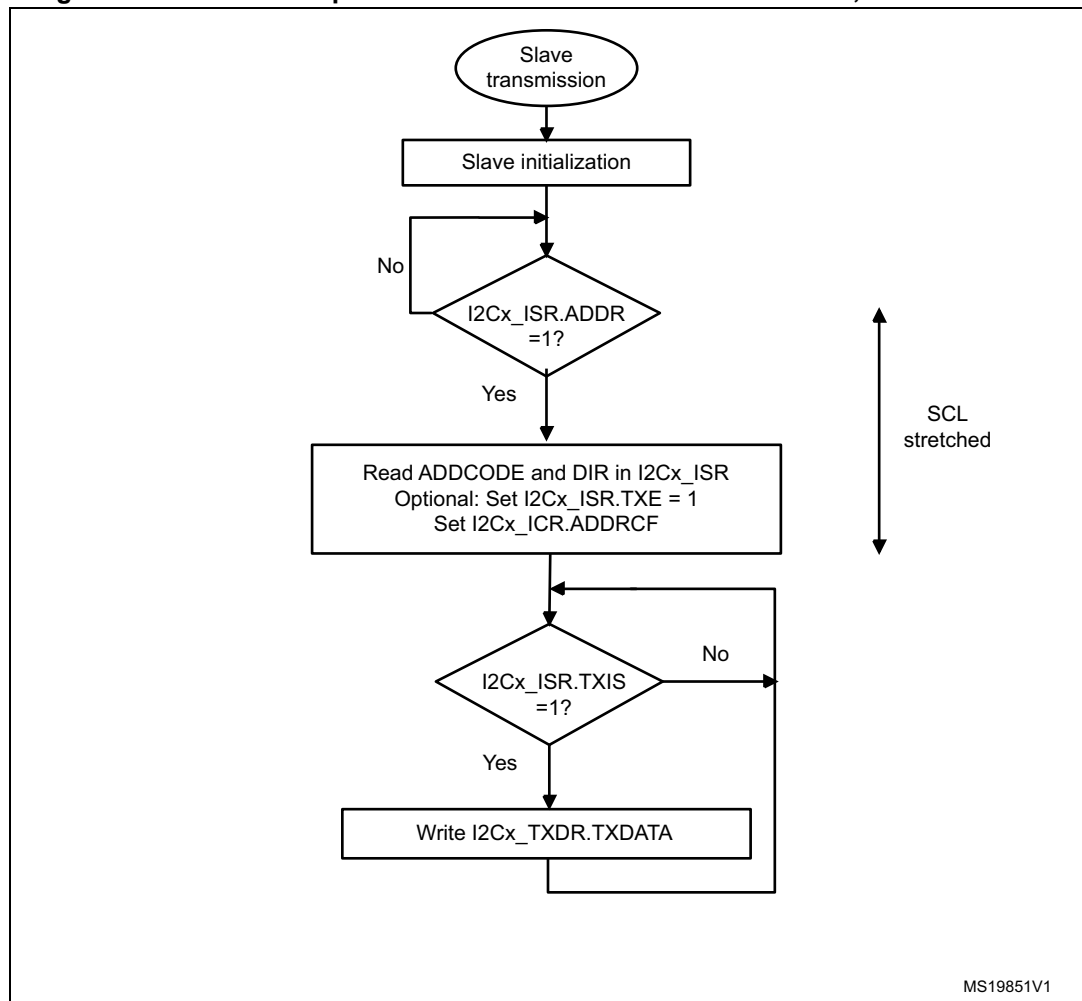 Slave
transmission
Slave initialization
No
I2Cx_ISR.ADDR
=1?
Yes
SCL
stretched
Read ADDCODE and DIR in I2Cx_ISR
Optional: Set I2Cx_ISR.TXE = 1
Set I2Cx_ICR.ADDRCF
No
I2Cx_ISR.TXIS
=1?
Yes
Write I2Cx_TXDR.TXDATA
MS19851V1